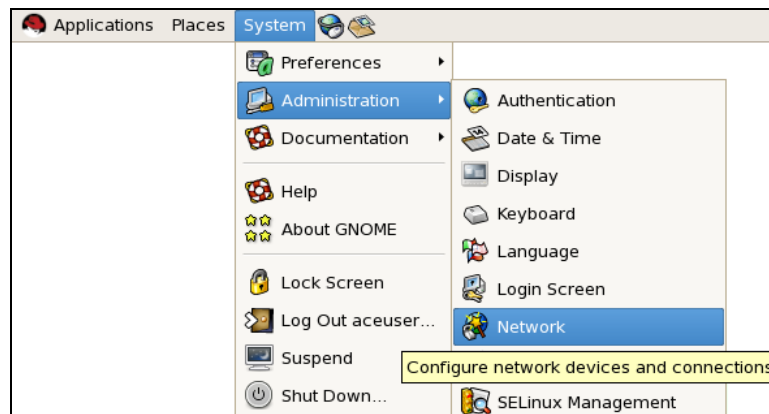 Applications Places System
Preferences
Administration
Documentation
Help
About GNOME
Lock Screen
Log Out aceuser...
Suspend
Shut Down...
Authentication
Date & Time
Display
Keyboard
Language
Login Screen
Network
Configure network devices and connections
SELinux Management